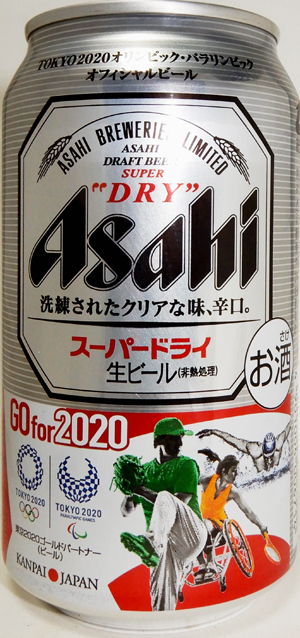 TOKYO2020オリンピック・パラリンピック
オフィシャルビール
ASAHI BREWERIES LIMITED
ASAHI
DRAFT BEER
SUPER
"DRY"
Asahi
洗練されたクリアな味、辛口。
スーパードライ
生ビール(非熱処理)
さけ
お酒
GO for 2020
TOKYO 2020
TOKYO 2020
PARALYMPIC GAMES
東京2020ゴールドパートナー
(ビール)
KANPAI JAPAN